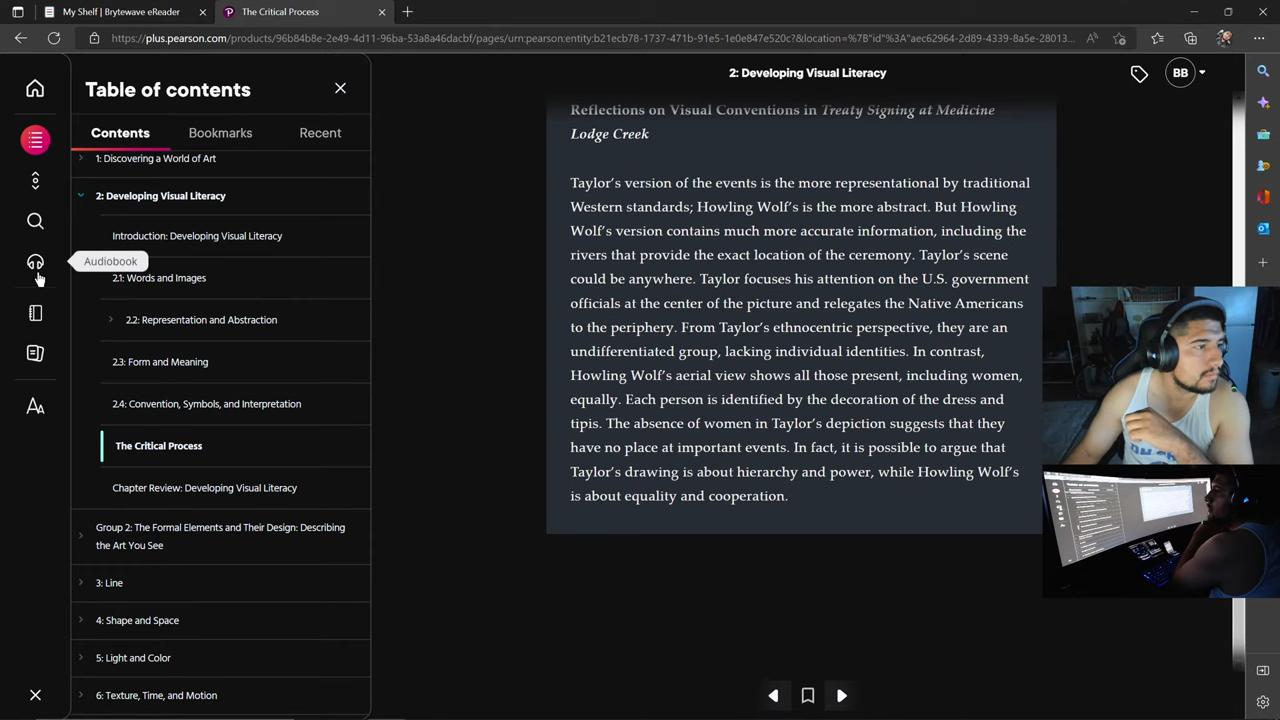 My Shelf | Brytewave eReader
The Critical Process
https://plus.pearson.com/products/96b84b8e-2e49-4d11-96ba-53a8a46dacbf/pages/urn:pearson:entity:b21ecb78-1737-471b-91e5-1e0e847e520c?&location=%7B"id"%3A"aec62964-2d89-4339-8a5e-28013...
Table of contents
Contents
Bookmarks
Recent
1: Discovering a World of Art
2: Developing Visual Literacy
Introduction: Developing Visual Literacy
Audiobook
2.1: Words and Images
2.2: Representation and Abstraction
2.3: Form and Meaning
2.4: Convention, Symbols, and Interpretation
The Critical Process
Chapter Review: Developing Visual Literacy
Group 2: The Formal Elements and Their Design: Describing
the Art You See
3: Line
4: Shape and Space
5: Light and Color
6: Texture, Time, and Motion
2: Developing Visual Literacy
BB
Reflections on Visual Conventions in Treaty Signing at Medicine
Lodge Creek
Taylor's version of the events is the more representational by traditional
Western standards; Howling Wolf's is the more abstract. But Howling
Wolf's version contains much more accurate information, including the
rivers that provide the exact location of the ceremony. Taylor's scene
could be anywhere. Taylor focuses his attention on the U.S. government
officials at the center of the picture and relegates the Native Americans
to the periphery. From Taylor's ethnocentric perspective, they are an
undifferentiated group, lacking individual identities. In contrast,
Howling Wolf's aerial view shows all those present, including women,
equally. Each person is identified by the decoration of the dress and
tipis. The absence of women in Taylor's depiction suggests that they
have no place at important events. In fact, it is possible to argue that
Taylor's drawing is about hierarchy and power, while Howling Wolf's
is about equality and cooperation.